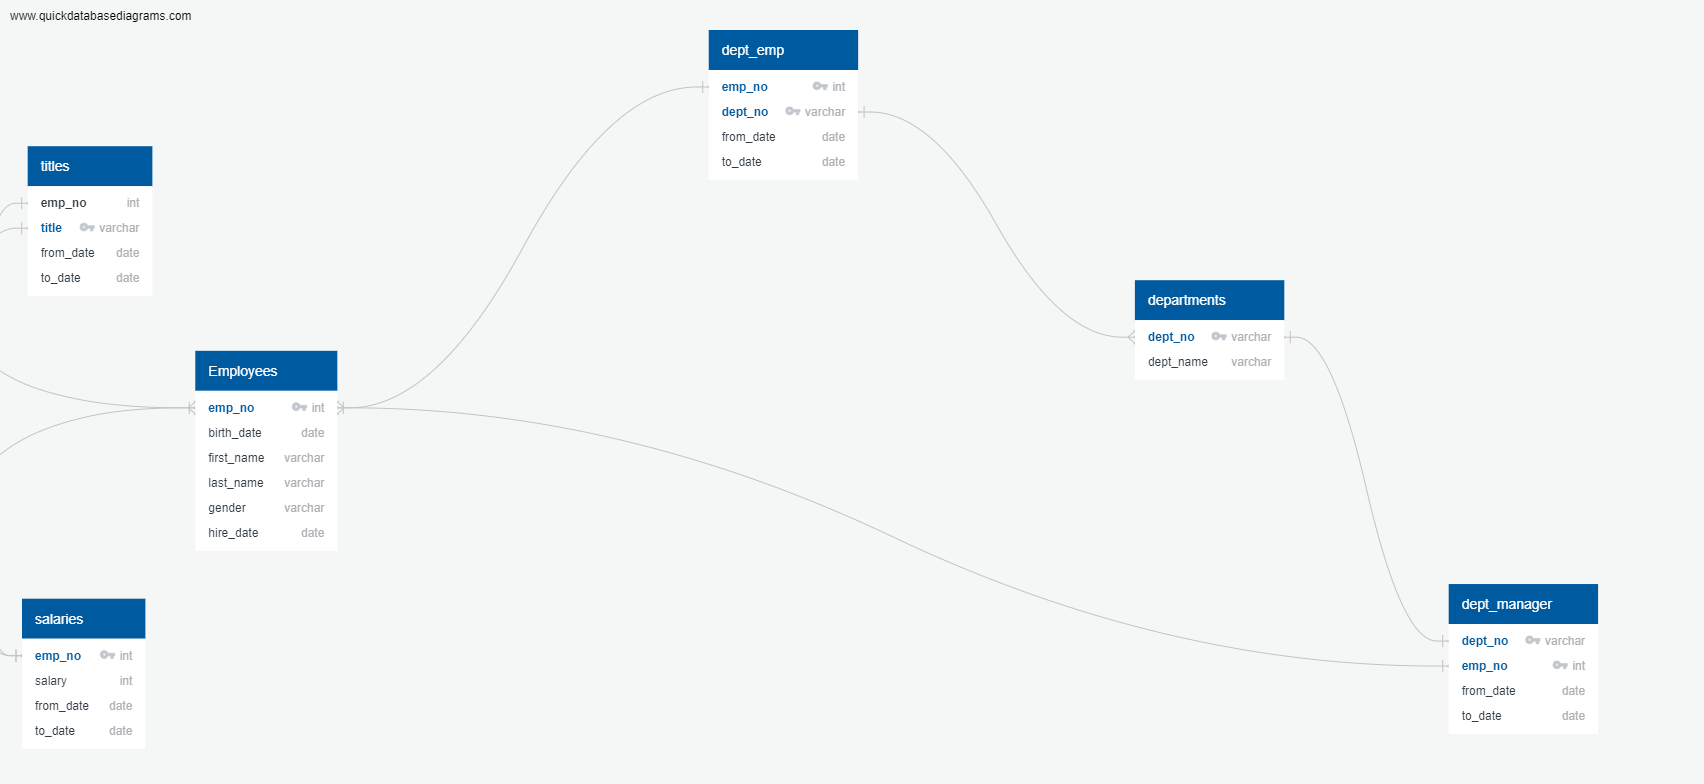 www.quickdatabasediagrams.com
dept_emp
emp_no int
dept_no varchar
from_date date
to_date date
titles
emp_no int
title varchar
from_date date
to_date date
departments
dept_no varchar
dept_name varchar
Employees
emp_no int
birth_date date
first_name varchar
last_name varchar
gender varchar
hire_date date
salaries
emp_no int
salary int
from_date date
to_date date
dept_manager
dept_no varchar
emp_no int
from_date date
to_date date